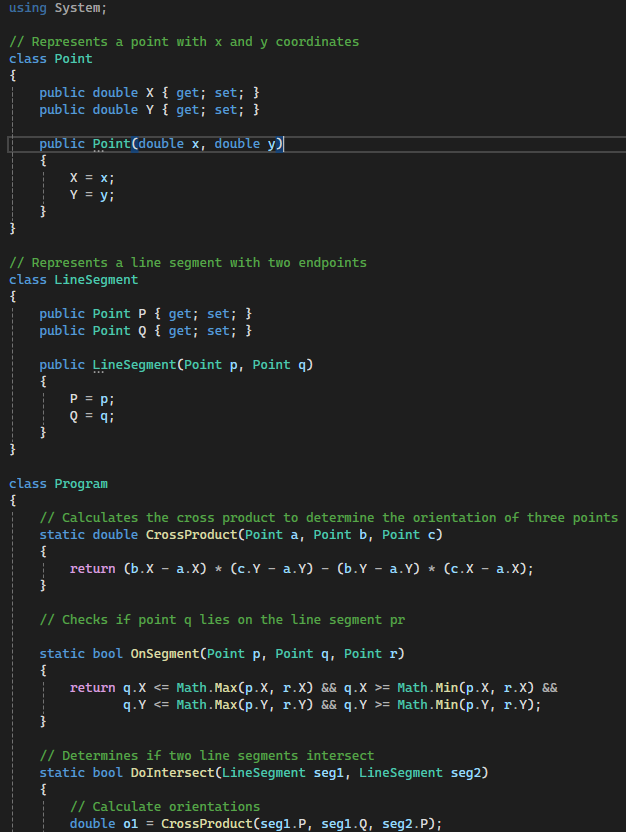 using System;
// Represents a point with x and y coordinates
class Point
{
public double X { get; set; }
public double Y { get; set; }
public Point(double x, double y)
{
X = x;
Y = y;
}
}
// Represents a line segment with two endpoints
class LineSegment
{
public Point P { get; set; }
public Point Q { get; set; }
public LineSegment(Point p, Point q)
{
P = p;
Q = q;
}
}
class Program
{
// Calculates the cross product to determine the orientation of three points
static double CrossProduct(Point a, Point b, Point c)
{
return (b.X - a.X) * (c.Y - a.Y) - (b.Y - a.Y) * (c.X - a.X);
}
// Checks if point q lies on the line segment pr
static bool OnSegment(Point p, Point q, Point r)
{
return q.X <= Math.Max(p.X, r.X) && q.X >= Math.Min(p.X, r.X) &&
q.Y <= Math.Max(p.Y, r.Y) && q.Y >= Math.Min(p.Y, r.Y);
}
// Determines if two line segments intersect
static bool DoIntersect(LineSegment seg1, LineSegment seg2)
{
// Calculate orientations
double o1 = CrossProduct(seg1.P, seg1.Q, seg2.P);